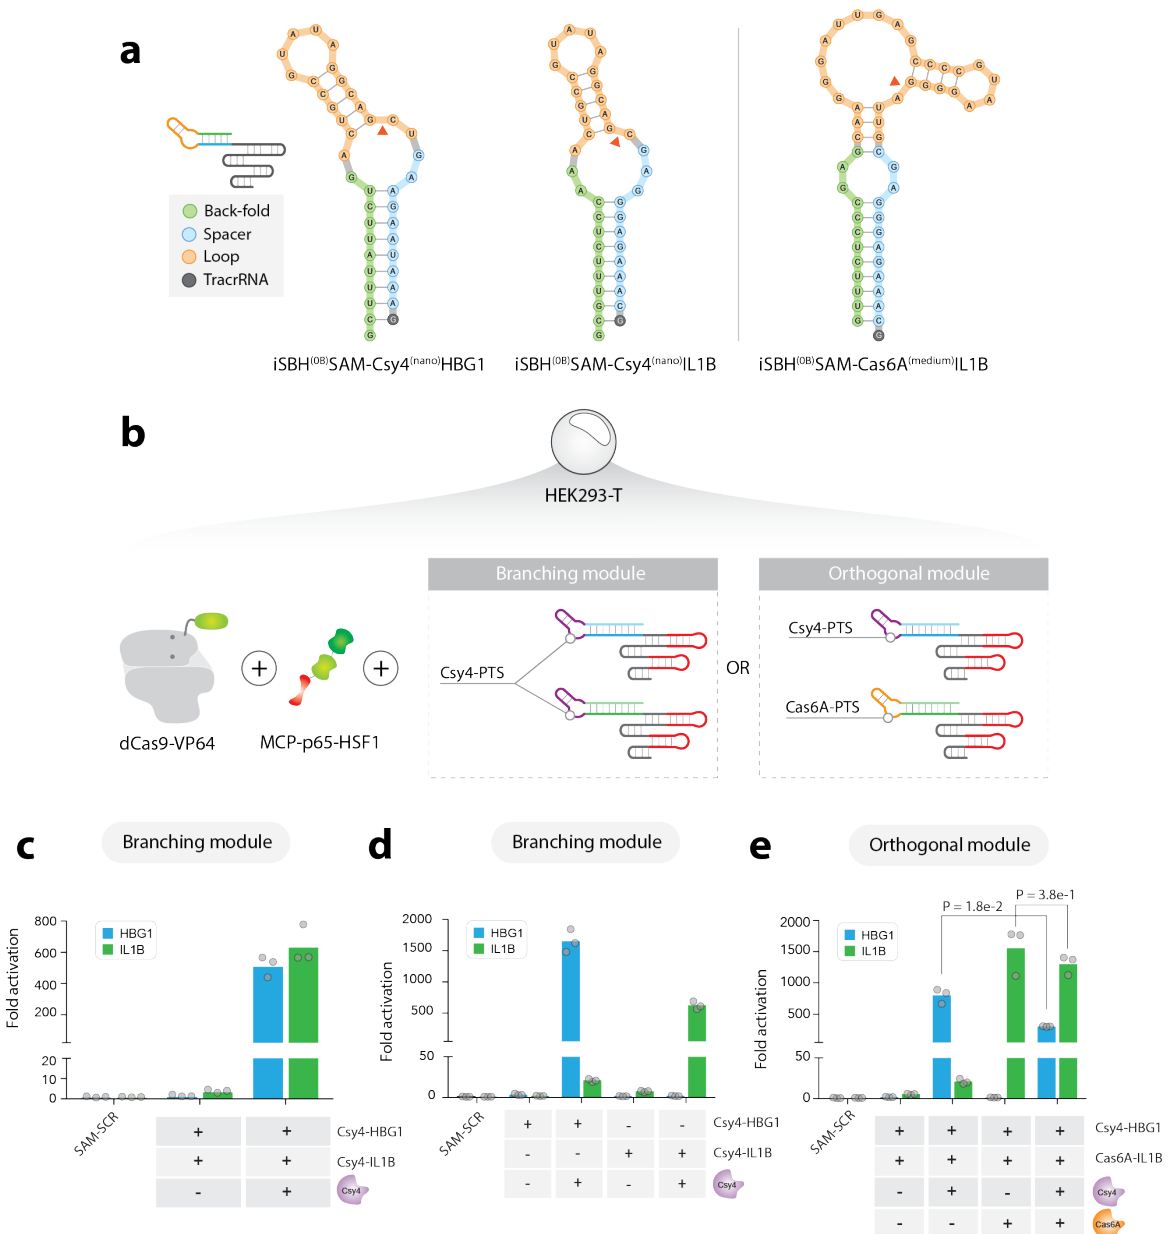 a
Back-fold
Spacer
Loop
TracrRNA
iSBH(0B)SAM-Csy4(nano)HBG1
iSBH(0B)SAM-Csy4(nano)IL1B
iSBH(0B)SAM-Cas6A(medium)IL1B
b
HEK293-T
Branching module
Orthogonal module
Csy4-PTS
OR
Csy4-PTS
Cas6A-PTS
+
+
dCas9-VP64
MCP-p65-HSF1
c
Branching module
Fold activation
800
600
400
200
20
10
0
HBG1
IL1B
SAM-SCR
+ + Csy4-HBG1
+ + Csy4-IL1B
- + Csy4
d
Branching module
Fold activation
2000
1500
1000
500
50
0
HBG1
IL1B
SAM-SCR
+ + - - Csy4-HBG1
- - + + Csy4-IL1B
- + - + Csy4
e
Orthogonal module
P = 3.8e-1
P = 1.8e-2
Fold activation
2000
1500
1000
500
50
0
HBG1
IL1B
SAM-SCR
+ + + + Csy4-HBG1
+ + + + Cas6A-IL1B
- + - + Csy4
- - + + Cas6A